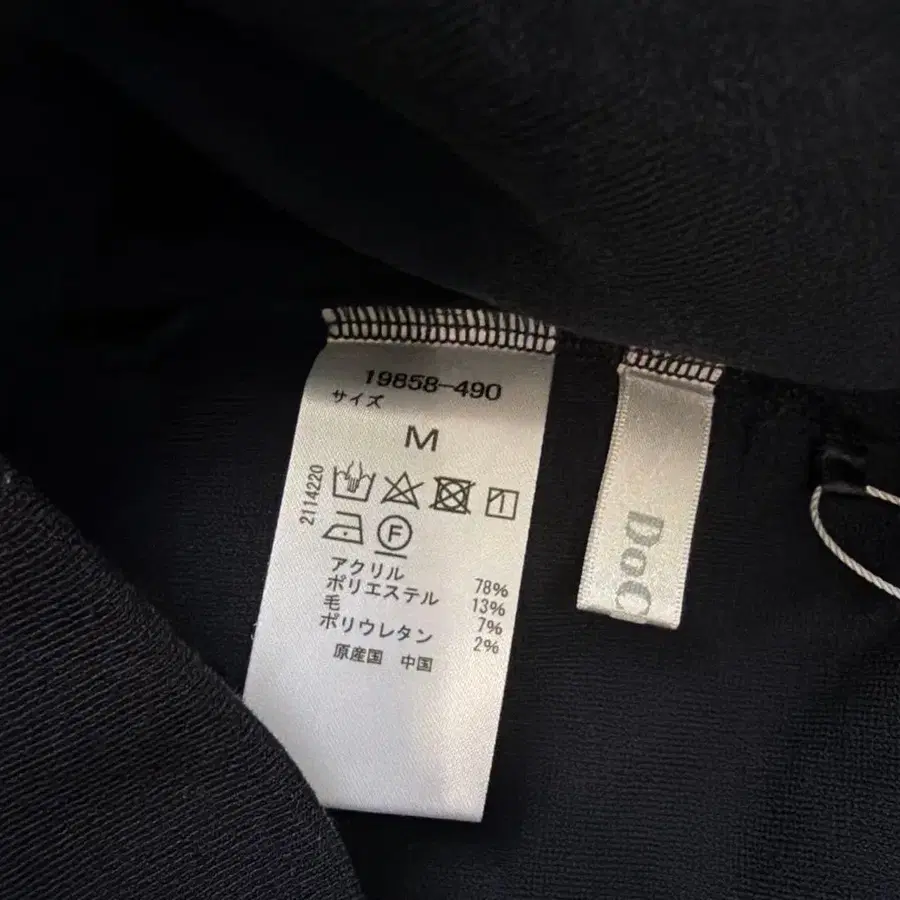 19858-490
サイズ
M
2114220
F
アクリル 78%
ポリエステル 13%
毛 7%
ポリウレタン 2%
原産国 中国
DoC